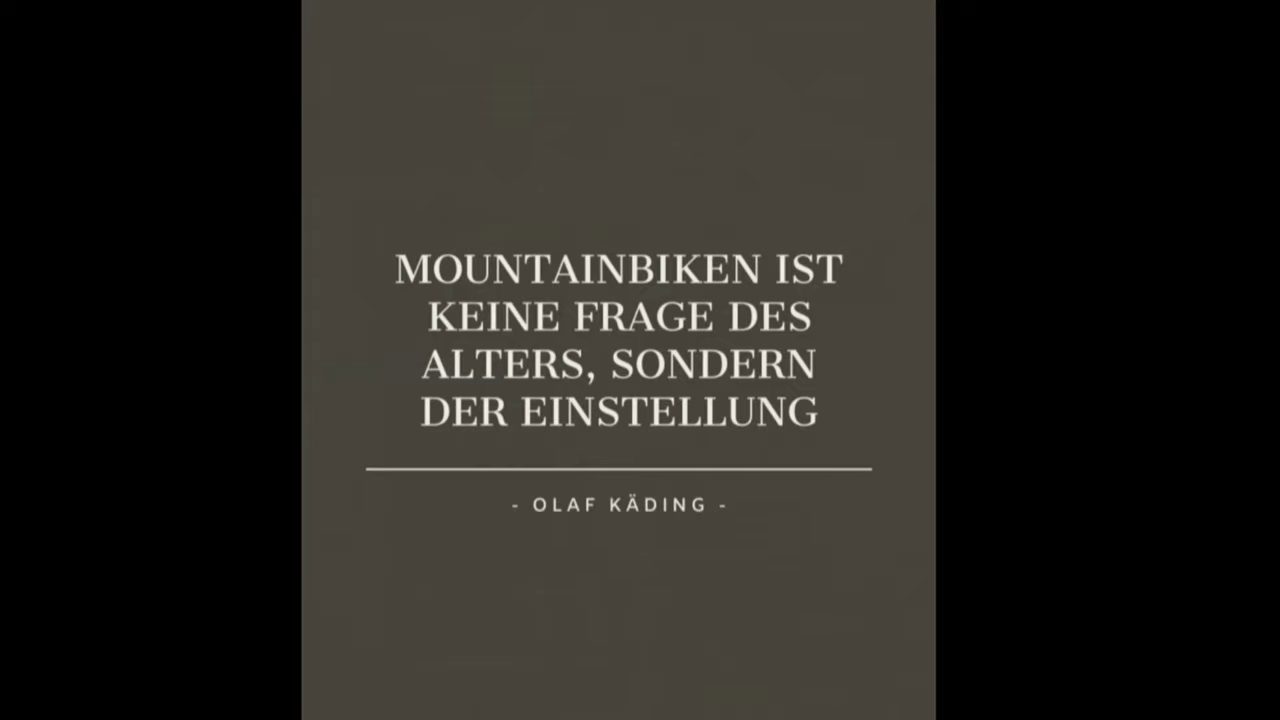 MOUNTAINBIKEN IST
KEINE FRAGE DES
ALTERS, SONDERN
DER EINSTELLUNG
- OLAF KÄDING -